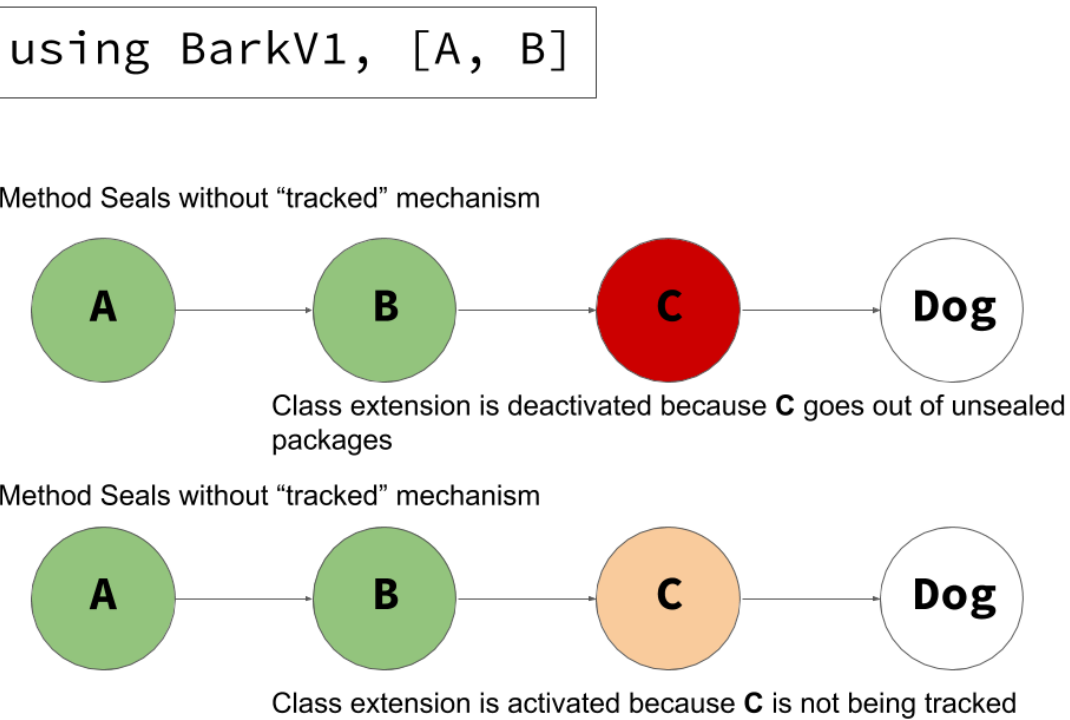 using BarkV1, [A, B]
Method Seals without “tracked” mechanism
A B C Dog
Class extension is deactivated because C goes out of unsealed
packages
Method Seals without “tracked” mechanism
A B C Dog
Class extension is activated because C is not being tracked